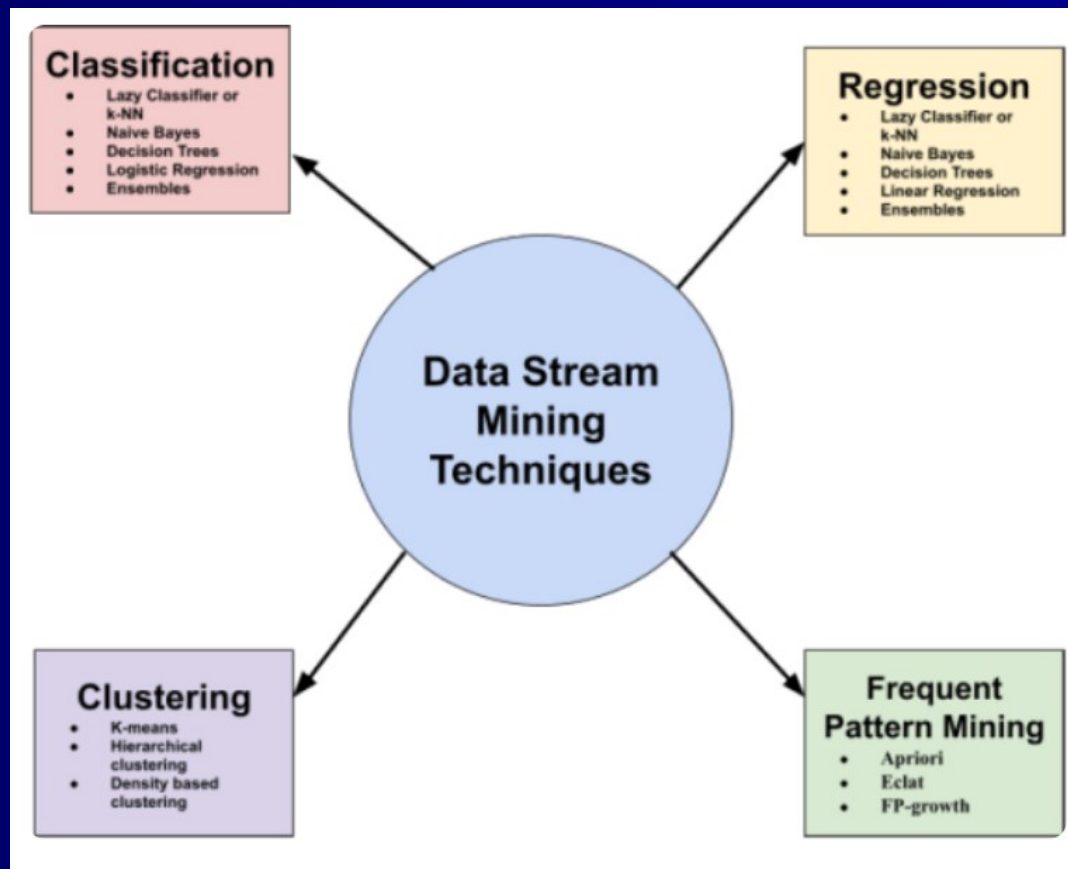 Classification
• Lazy Classifier or
k-NN
• Naive Bayes
• Decision Trees
• Logistic Regression
• Ensembles
Regression
• Lazy Classifier or
k-NN
• Naive Bayes
• Decision Trees
• Linear Regression
• Ensembles
Data Stream
Mining
Techniques
Clustering
• K-means
• Hierarchical
clustering
• Density based
clustering
Frequent
Pattern Mining
• Apriori
• Eclat
• FP-growth